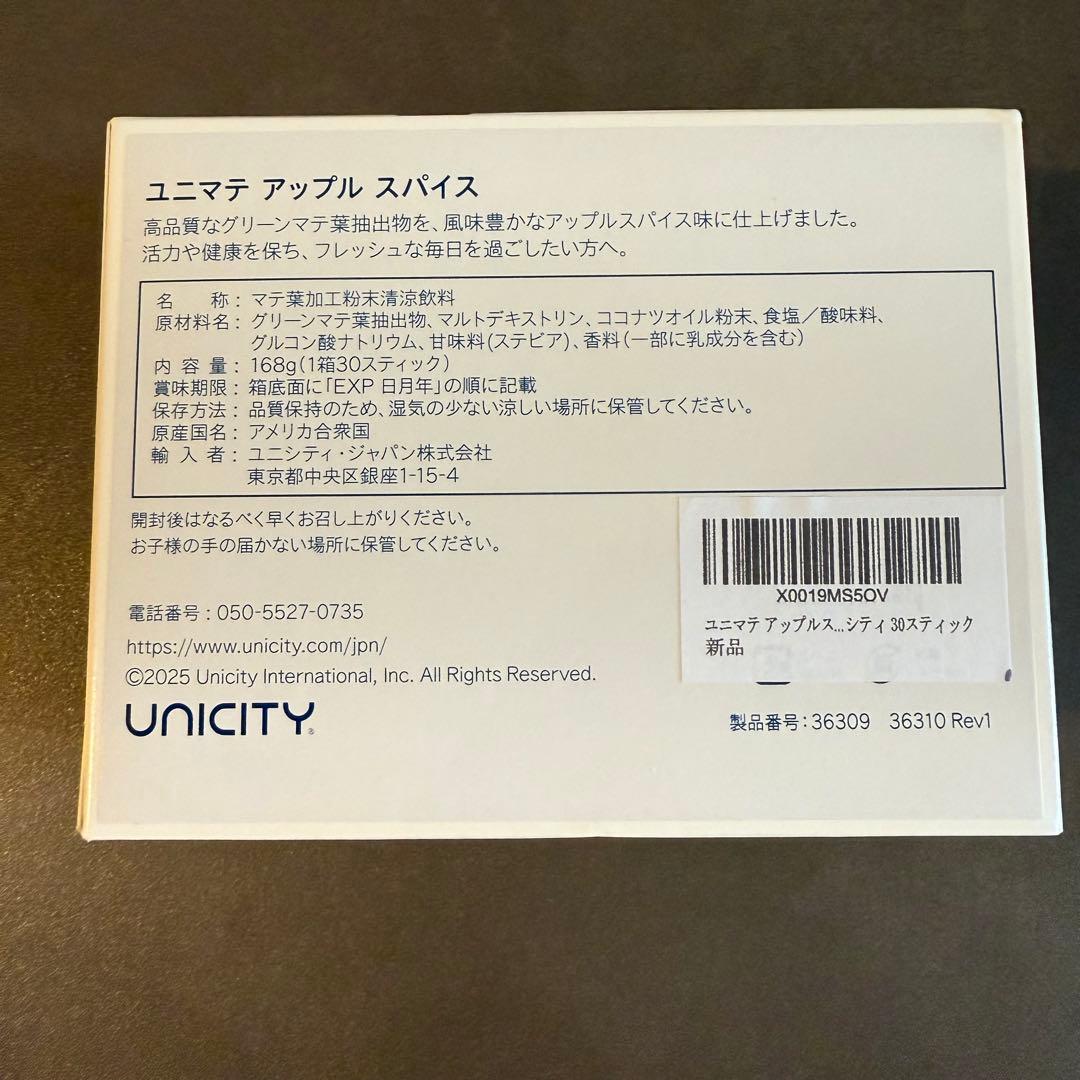 ユニマテ アップル スパイス
高品質なグリーンマテ葉抽出物を、風味豊かなアップルスパイス味に仕上げました。
活力や健康を保ち、フレッシュな毎日を過ごしたい方へ。
名　　称：マテ葉加工粉末清涼飲料
原材料名：グリーンマテ葉抽出物、マルトデキストリン、ココナツオイル粉末、食塩／酸味料、
グルコン酸ナトリウム、甘味料(ステビア)、香料（一部に乳成分を含む）
内 容 量：168g（1箱30スティック）
賞味期限：箱底面に「EXP 日月年」の順に記載
保存方法：品質保持のため、湿気の少ない涼しい場所に保管してください。
原産国名：アメリカ合衆国
輸 入 者：ユニシティ・ジャパン株式会社
東京都中央区銀座1-15-4
開封後はなるべく早くお召し上がりください。
お子様の手の届かない場所に保管してください。
X0019MS5OV
ユニマテ アップルス...シティ 30スティック
新品
電話番号：050-5527-0735
https://www.unicity.com/jpn/
©2025 Unicity International, Inc. All Rights Reserved.
UNICITY®
製品番号：36309　36310 Rev1